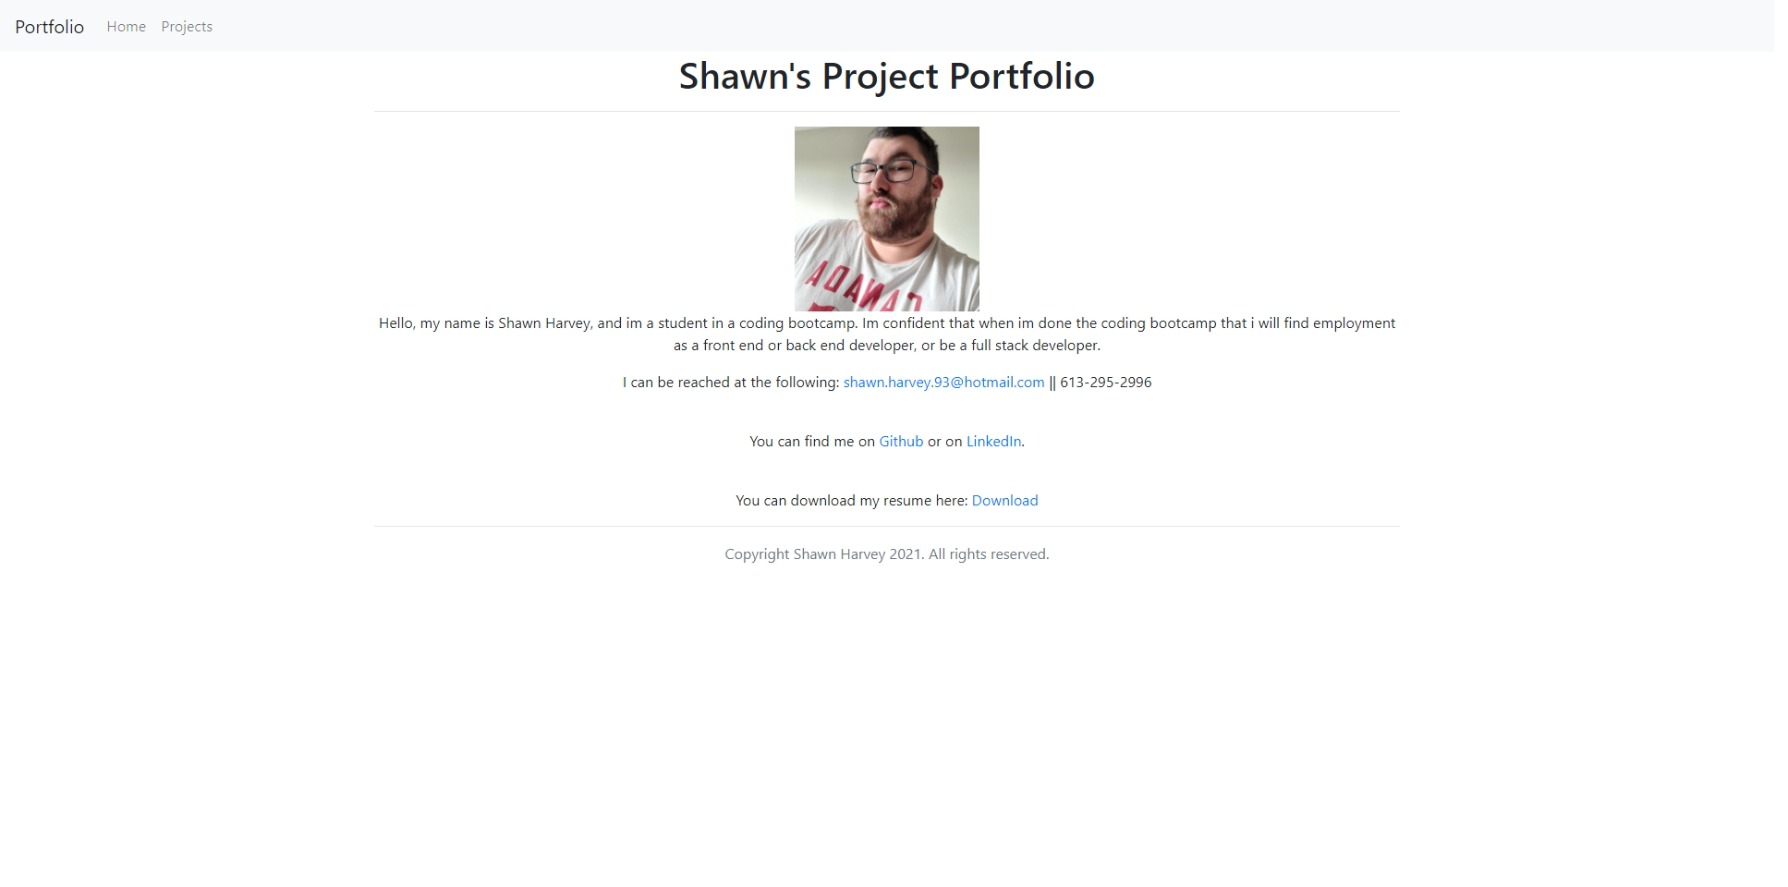 Portfolio Home Projects
Shawn's Project Portfolio
CANADA
Hello, my name is Shawn Harvey, and im a student in a coding bootcamp. Im confident that when im done the coding bootcamp that i will find employment
as a front end or back end developer, or be a full stack developer.
I can be reached at the following: shawn.harvey.93@hotmail.com || 613-295-2996
You can find me on Github or on LinkedIn.
You can download my resume here: Download
Copyright Shawn Harvey 2021. All rights reserved.